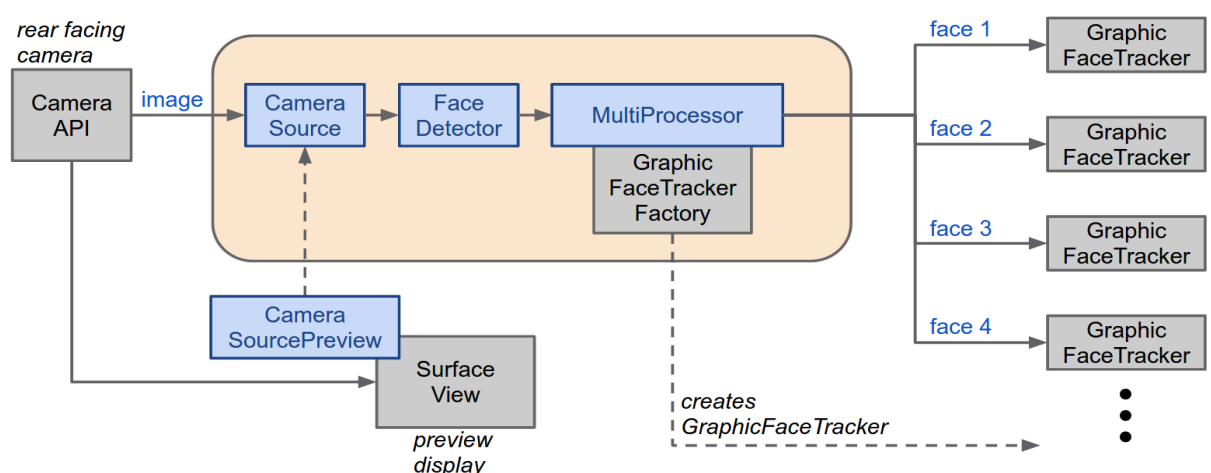 rear facing
camera
Camera
API
image
Camera
Source
Face
Detector
MultiProcessor
Graphic
FaceTracker
Factory
Camera
SourcePreview
Surface
View
preview
display
creates
GraphicFaceTracker
face 1
Graphic
FaceTracker
face 2
Graphic
FaceTracker
face 3
Graphic
FaceTracker
face 4
Graphic
FaceTracker